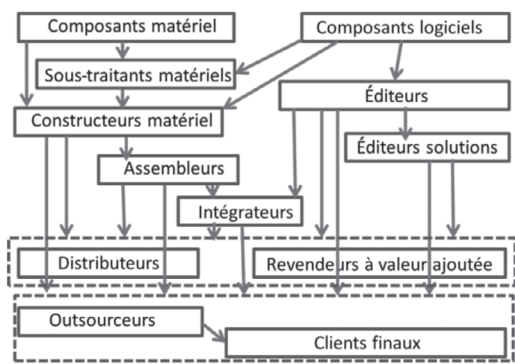 Composants matériel
Composants logiciels
Sous-traitants matériels
Éditeurs
Constructeurs matériel
Éditeurs solutions
Assembleurs
Intégrateurs
Distributeurs
Revendeurs à valeur ajoutée
Outsourceurs
Clients finaux